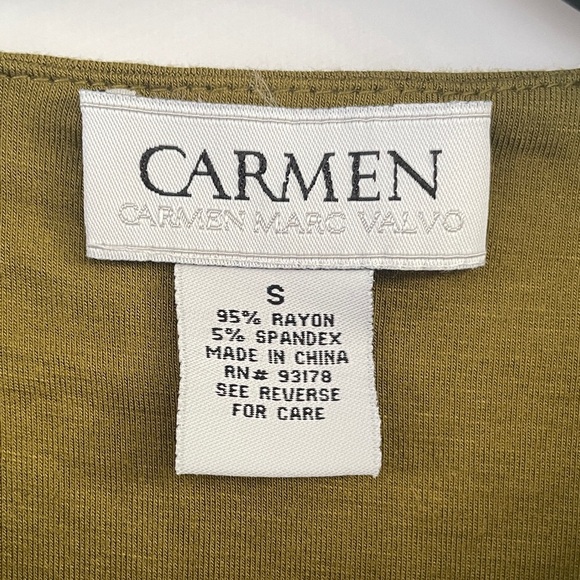 CARMEN
CARMEN MARC VALVO
S
95% RAYON
5% SPANDEX
MADE IN CHINA
RN# 93178
SEE REVERSE
FOR CARE